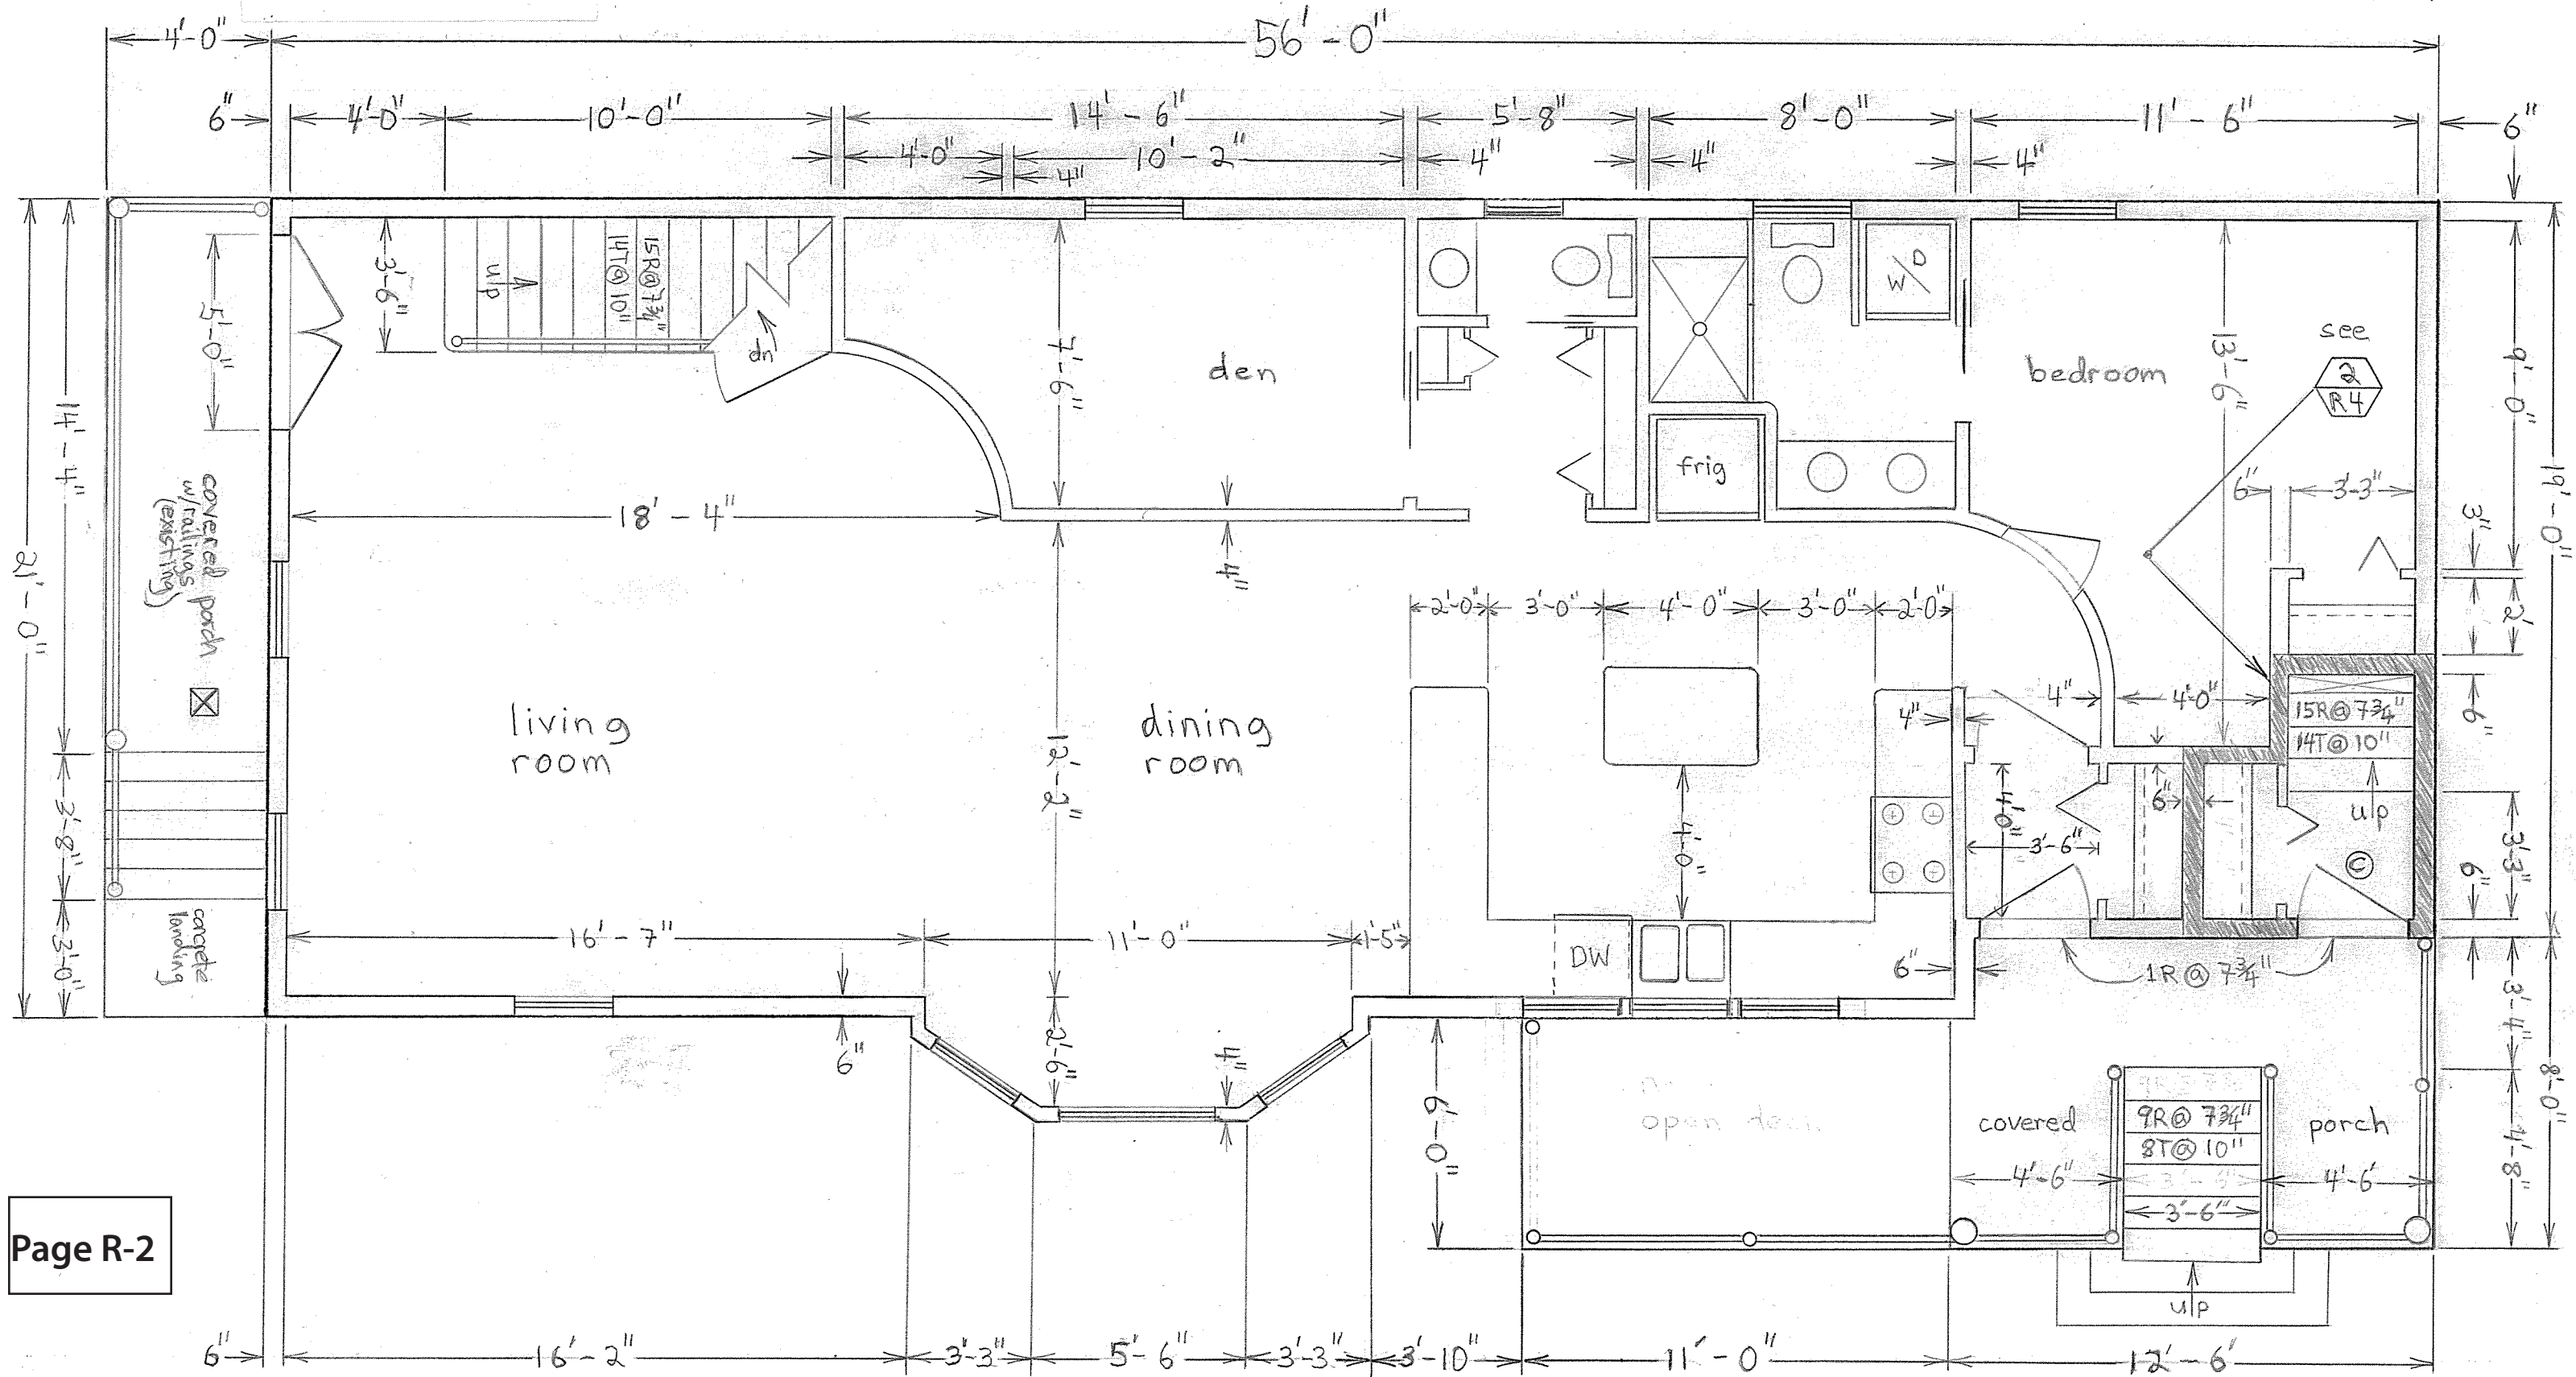 4'-0"
56'-0"
6"
4'-0"
10'-0"
14'-6"
5'-8"
8'-0"
11'-6"
6"
4'-0"
10'-2"
4"
4"
4"
4"
3'-6"
up
14T@10"
15R@7¾"
dn
5'-0"
7'-6"
den
W/D
bedroom
13'-6"
see
2
R4
9'-0"
19'-0"
14'-4"
21'-0"
covered porch
w/railings
(existing)
18'-4"
4"
frig
6"
3'-3"
3"
2'
2'-0"
3'-0"
4'-0"
3'-0"
2'-0"
living
room
dining
room
12'-2"
4"
4"
4'-0"
15R@7¾"
14T@10"
6"
up
C
4'-0"
4'-0"
3'-6"
6"
3'-3"
6"
3'-8"
3'-0"
concrete
landing
16'-7"
11'-0"
1'-5"
DW
6"
1R@7¾"
3'-4"
6"
2'-6"
4"
6'-0"
open deck
covered
porch
9R@7¾"
8T@10"
4'-6"
4'-6'
3'-6"
4'-8"
8'-0"
up
Page R-2
6"
16'-2"
3'-3"
5'-6"
3'-3"
3'-10"
11'-0"
12'-6'